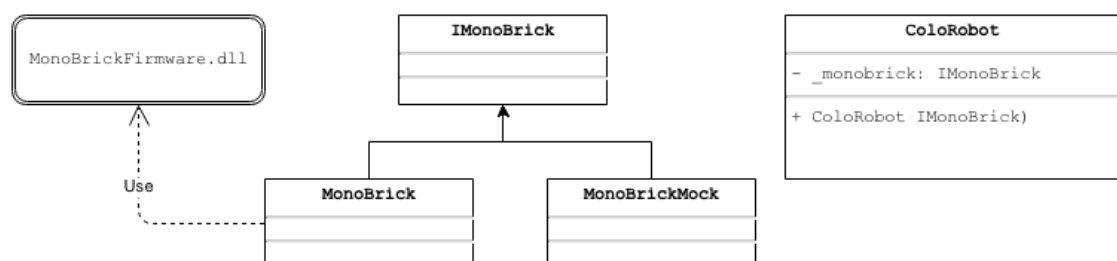 MonoBrickFirmware.dll
IMonoBrick
ColoRobot
- _monobrick: IMonoBrick
+ ColoRobot IMonoBrick)
Use
MonoBrick
MonoBrickMock